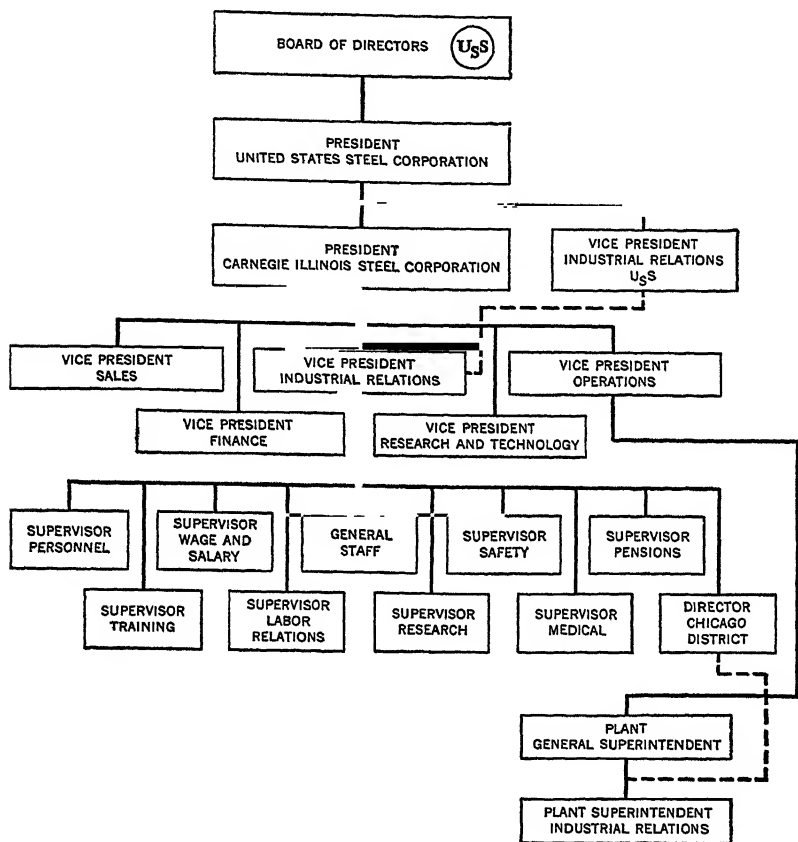 BOARD OF DIRECTORS USS
PRESIDENT
UNITED STATES STEEL CORPORATION
PRESIDENT
CARNEGIE ILLINOIS STEEL CORPORATION
VICE PRESIDENT
INDUSTRIAL RELATIONS
USS
VICE PRESIDENT
SALES
VICE PRESIDENT
INDUSTRIAL RELATIONS
VICE PRESIDENT
OPERATIONS
VICE PRESIDENT
FINANCE
VICE PRESIDENT
RESEARCH AND TECHNOLOGY
SUPERVISOR
PERSONNEL
SUPERVISOR
WAGE AND
SALARY
GENERAL
STAFF
SUPERVISOR
SAFETY
SUPERVISOR
PENSIONS
SUPERVISOR
TRAINING
SUPERVISOR
LABOR
RELATIONS
SUPERVISOR
RESEARCH
SUPERVISOR
MEDICAL
DIRECTOR
CHICAGO
DISTRICT
PLANT
GENERAL SUPERINTENDENT
PLANT SUPERINTENDENT
INDUSTRIAL RELATIONS